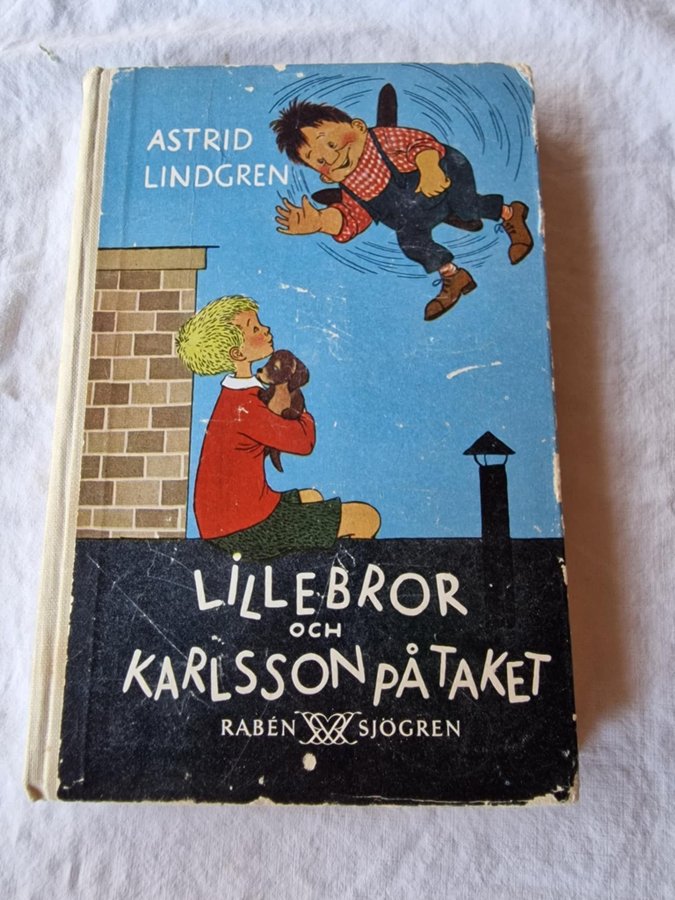 ASTRID
LINDGREN
LILLEBROR
OCH
KARLSSON PÅ TAKET
RABÉN SJÖGREN